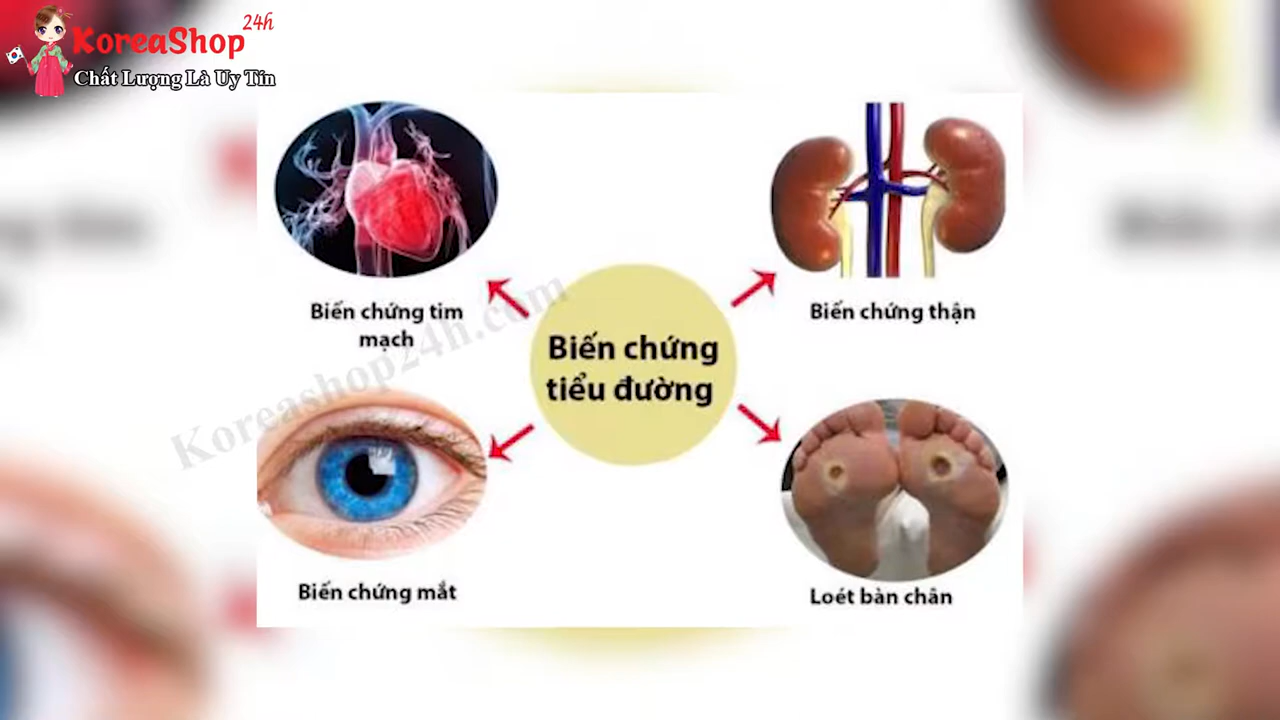 24h
KoreaShop
Chất Lượng Là Uy Tín
Biến chứng tim
mạch
Biến chứng thận
Koreashop24h.com
Biến chứng
tiểu đường
Biến chứng mắt
Loét bàn chân